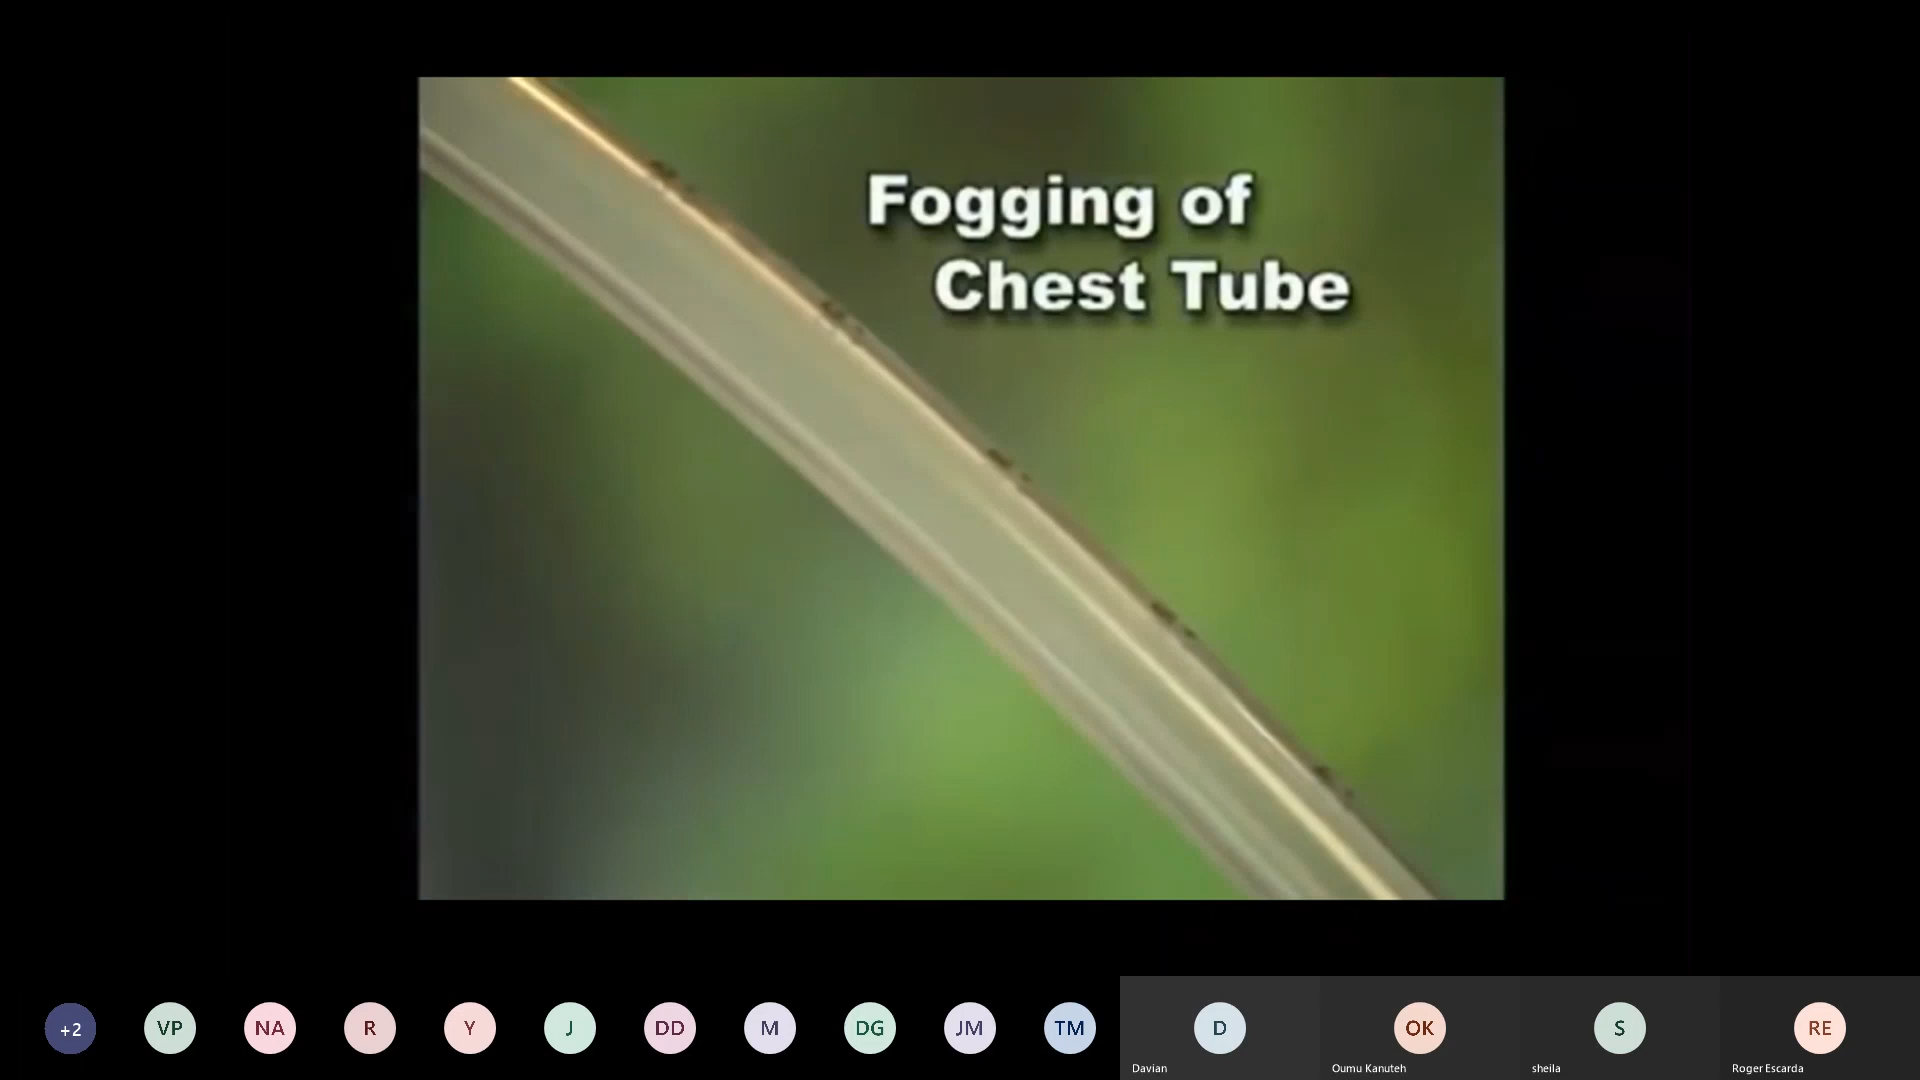 Fogging of
Chest Tube
+2
VP
NA
R
Y
J
DD
M
DG
JM
TM
D
OK
S
RE
Davian
Oumu Kanuteh
sheila
Roger Escarda